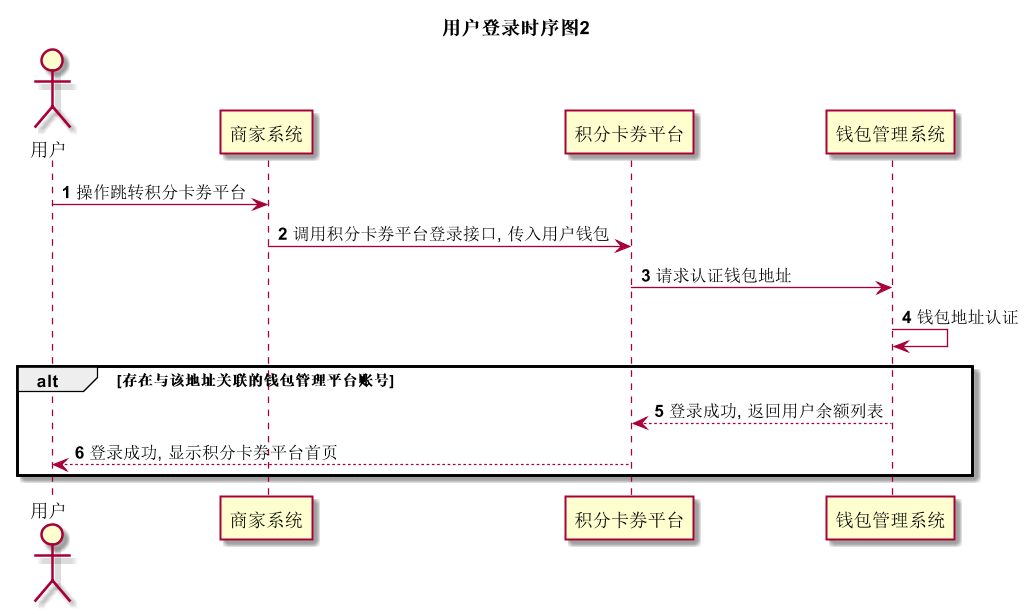 用户登录时序图2
用户
商家系统
积分卡券平台
钱包管理系统
1 操作跳转积分卡券平台
2 调用积分卡券平台登录接口, 传入用户钱包
3 请求认证钱包地址
4 钱包地址认证
alt [存在与该地址关联的钱包管理平台账号]
5 登录成功, 返回用户余额列表
6 登录成功, 显示积分卡券平台首页
用户
商家系统
积分卡券平台
钱包管理系统